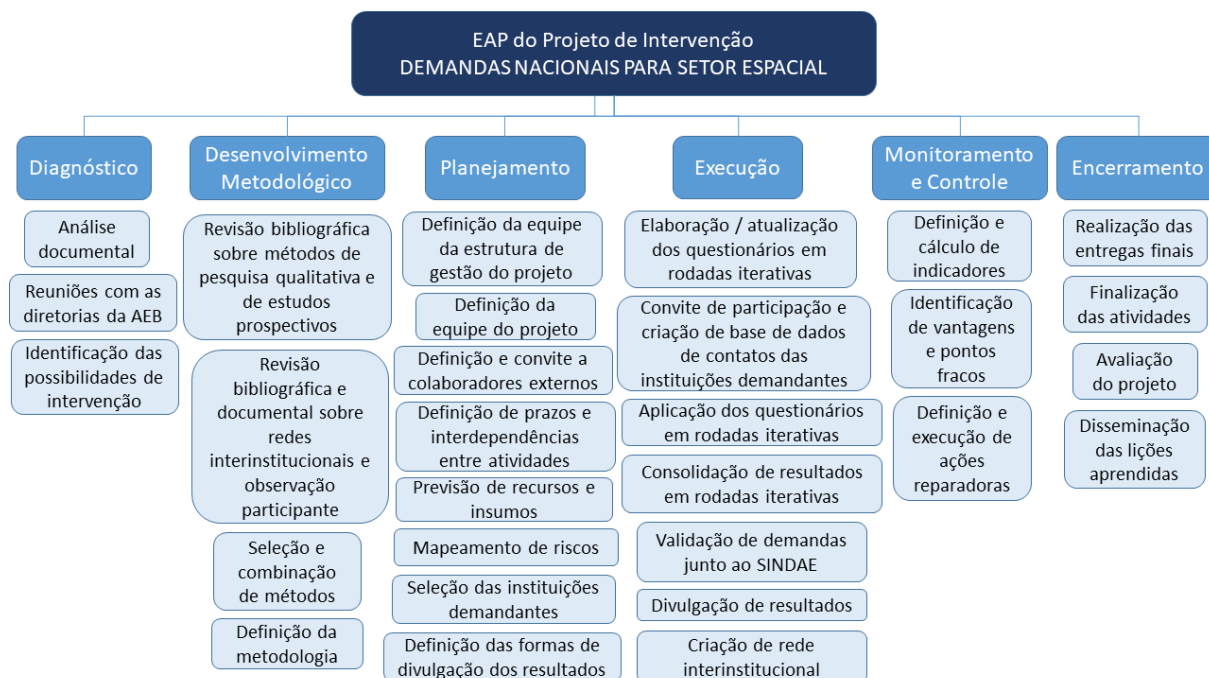 EAP do Projeto de Intervenção
DEMANDAS NACIONAIS PARA SETOR ESPACIAL
Diagnóstico
Análise
documental
Reuniões com as
diretorias da AEB
Identificação das
possibilidades de
intervenção
Desenvolvimento
Metodológico
Revisão bibliográfica
sobre métodos de
pesquisa qualitativa e
de estudos
prospectivos
Revisão
bibliográfica e
documental sobre
redes
interinstitucionais e
observação
participante
Seleção e
combinação
de métodos
Definição da
metodologia
Planejamento
Definição da equipe
da estrutura de
gestão do projeto
Definição da
equipe do projeto
Definição e convite a
colaboradores externos
Definição de prazos e
interdependências
entre atividades
Previsão de recursos e
insumos
Mapeamento de riscos
Seleção das instituições
demandantes
Definição das formas de
divulgação dos resultados
Execução
Elaboração / atualização
dos questionários em
rodadas iterativas
Convite de participação e
criação de base de dados
de contatos das
instituições demandantes
Aplicação dos questionários
em rodadas iterativas
Consolidação de resultados
em rodadas iterativas
Validação de demandas
junto ao SINDAE
Divulgação de resultados
Criação de rede
interinstitucional
Monitoramento
e Controle
Definição e
cálculo de
indicadores
Identificação
de vantagens
e pontos
fracos
Definição e
execução de
ações
reparadoras
Encerramento
Realização das
entregas finais
Finalização
das atividades
Avaliação
do projeto
Disseminação
das lições
aprendidas